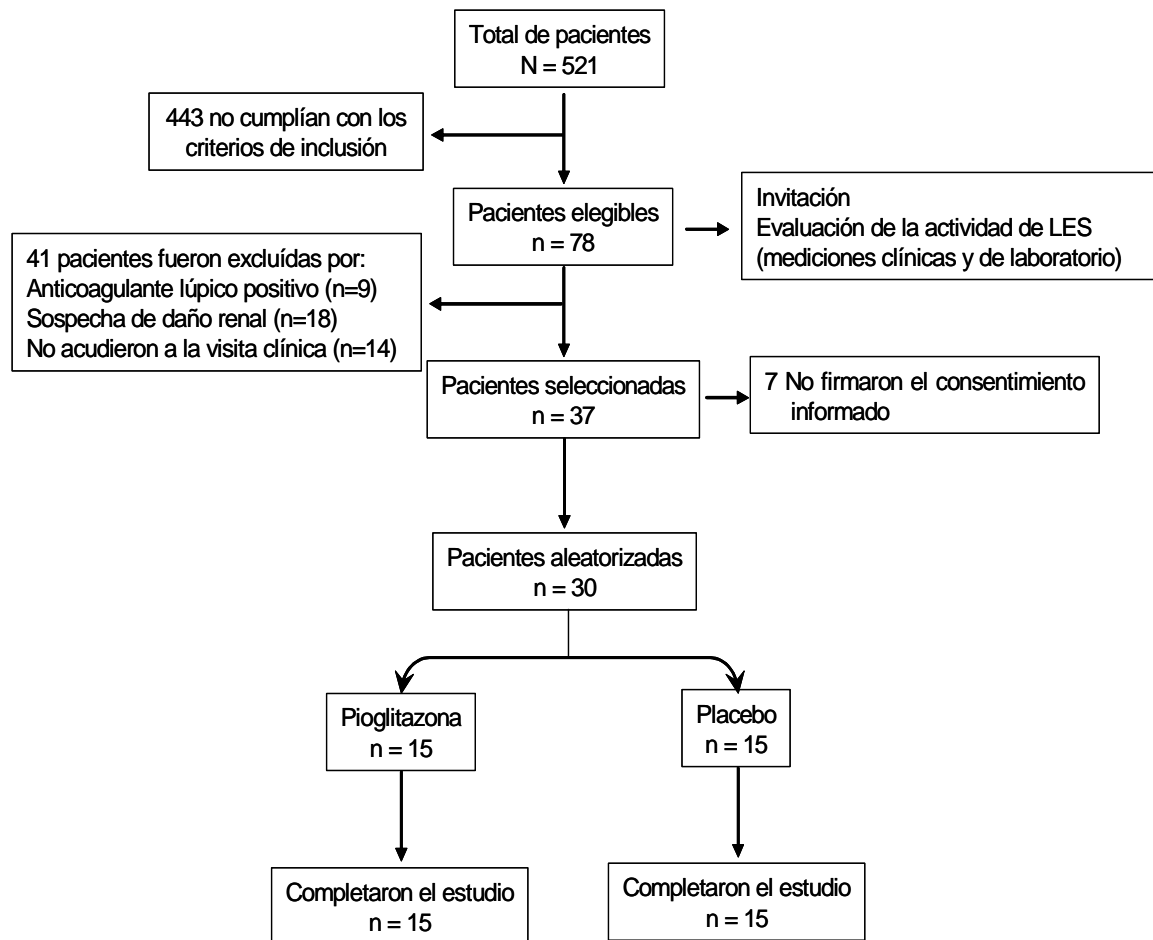 Total de pacientes
N = 521
443 no cumplían con los
criterios de inclusión
Pacientes elegibles
n = 78
Invitación
Evaluación de la actividad de LES
(mediciones clínicas y de laboratorio)
41 pacientes fueron excluídas por:
Anticoagulante lúpico positivo (n=9)
Sospecha de daño renal (n=18)
No acudieron a la visita clínica (n=14)
Pacientes seleccionadas
n = 37
7 No firmaron el consentimiento
informado
Pacientes aleatorizadas
n = 30
Pioglitazona
n = 15
Placebo
n = 15
Completaron el estudio
n = 15
Completaron el estudio
n = 15